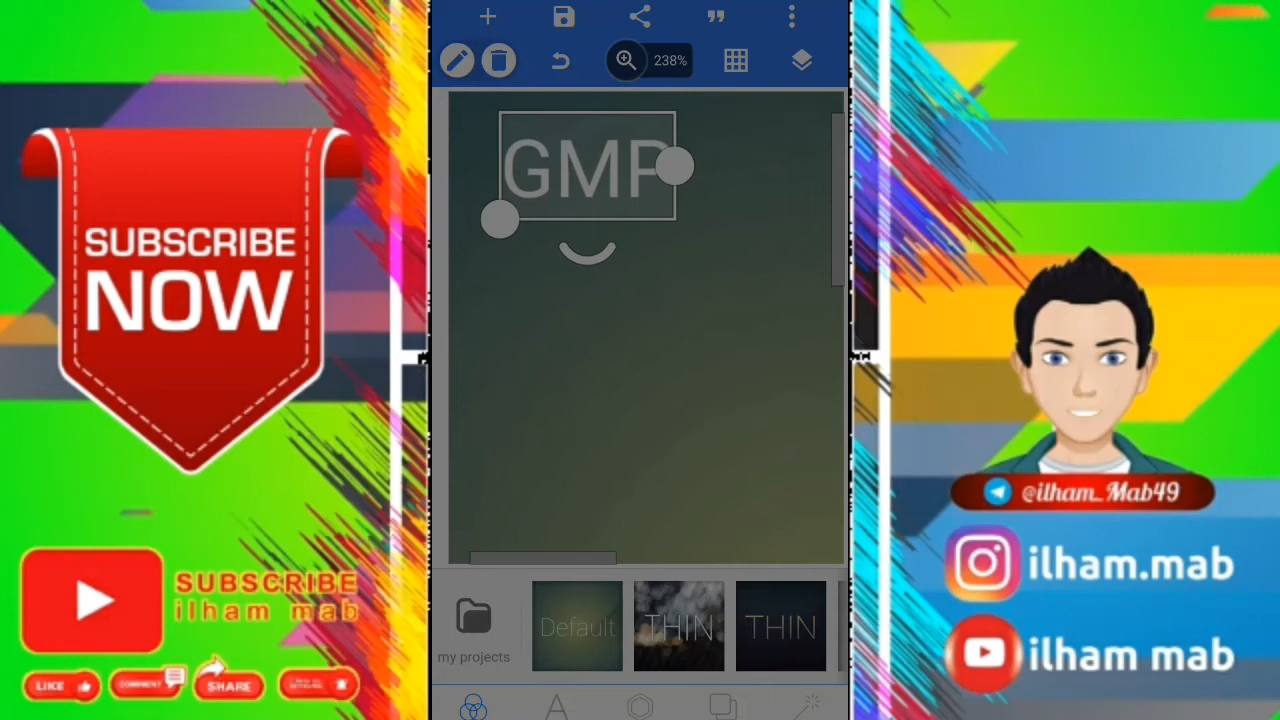 SUBSCRIBE
NOW
SUBSCRIBE
ilham mab
LIKE
COMMENT
SHARE
238%
GMP
my projects
Default
THIN
THIN
A
@ilham_Mab49
ilham.mab
ilham mab